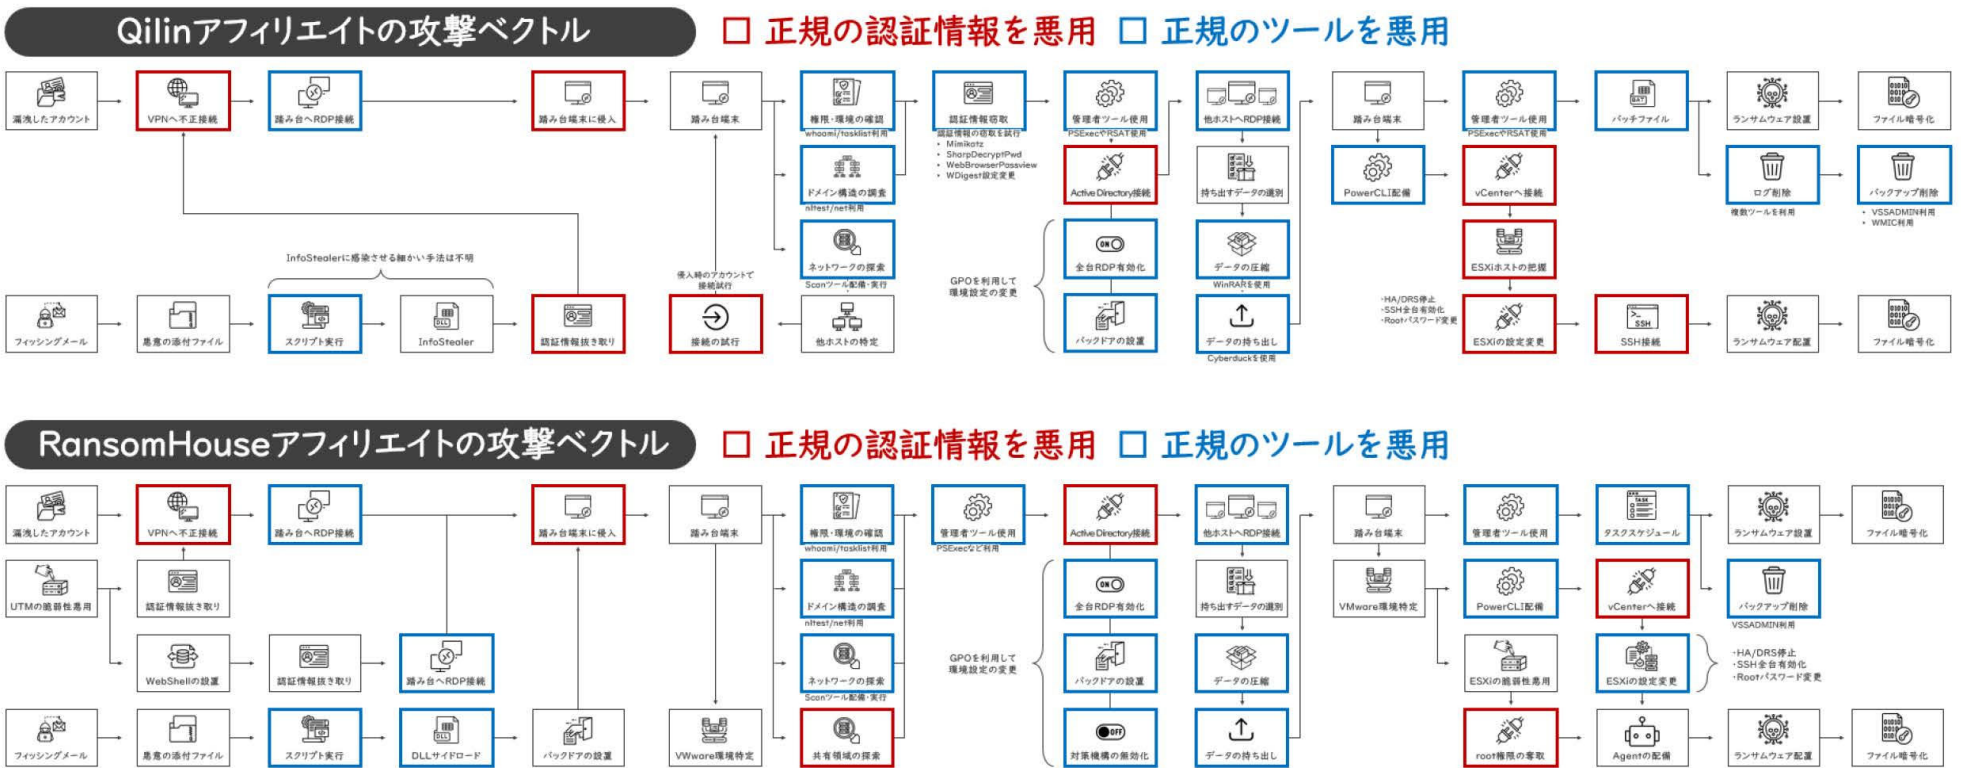 Qilinアフィリエイトの攻撃ベクトル
□ 正規の認証情報を悪用 □ 正規のツールを悪用
漏洩したアカウント
VPNへ不正接続
踏み台へRDP接続
踏み台端末に侵入
踏み台端末
権限・環境の確認
whoami/tasklist利用
認証情報窃取
認証情報の窃取を試行
・ Mimikatz
・ SharpDecryptPwd
・ WebBrowserPassview
・ WDigest設定変更
管理者ツール使用
PSExecやRSAT使用
他ホストへRDP接続
踏み台端末
管理者ツール使用
PSExecやRSAT使用
バッチファイル
ランサムウェア設置
ファイル暗号化
ドメイン構造の調査
nltest/net利用
Active Directory接続
持ち出すデータの選別
PowerCLI配備
vCenterへ接続
ログ削除
複数ツールを利用
バックアップ削除
・ VSSADMIN利用
・ WMIC利用
ネットワークの探索
Scanツール配備・実行
GPOを利用して
環境設定の変更
全台RDP有効化
データの圧縮
WinRARを使用
ESXiホストの把握
InfoStealerに感染させる細かい手法は不明
侵入時のアカウントで
接続試行
フィッシングメール
悪意の添付ファイル
スクリプト実行
InfoStealer
認証情報抜き取り
接続の試行
他ホストの特定
バックドアの設置
データの持ち出し
Cyberduckを使用
・HA/DRS停止
・SSH全台有効化
・Rootパスワード変更
ESXiの設定変更
SSH接続
ランサムウェア配置
ファイル暗号化
RansomHouseアフィリエイトの攻撃ベクトル
□ 正規の認証情報を悪用 □ 正規のツールを悪用
漏洩したアカウント
VPNへ不正接続
踏み台へRDP接続
踏み台端末に侵入
踏み台端末
権限・環境の確認
whoami/tasklist利用
管理者ツール使用
PSExecなど利用
Active Directory接続
他ホストへRDP接続
踏み台端末
管理者ツール使用
タスクスケジュール
ランサムウェア設置
ファイル暗号化
UTMの脆弱性悪用
認証情報抜き取り
ドメイン構造の調査
nltest/net利用
全台RDP有効化
持ち出すデータの選別
VMware環境特定
PowerCLI配備
vCenterへ接続
バックアップ削除
VSSADMIN利用
WebShellの設置
認証情報抜き取り
踏み台へRDP接続
ネットワークの探索
Scanツール配備・実行
GPOを利用して
環境設定の変更
バックドアの設置
データの圧縮
ESXiの脆弱性悪用
ESXiの設定変更
・HA/DRS停止
・SSH全台有効化
・Rootパスワード変更
フィッシングメール
悪意の添付ファイル
スクリプト実行
DLLサイドロード
バックドアの設置
VWware環境特定
共有領域の探索
対策機構の無効化
データの持ち出し
root権限の奪取
Agentの配備
ランサムウェア配置
ファイル暗号化